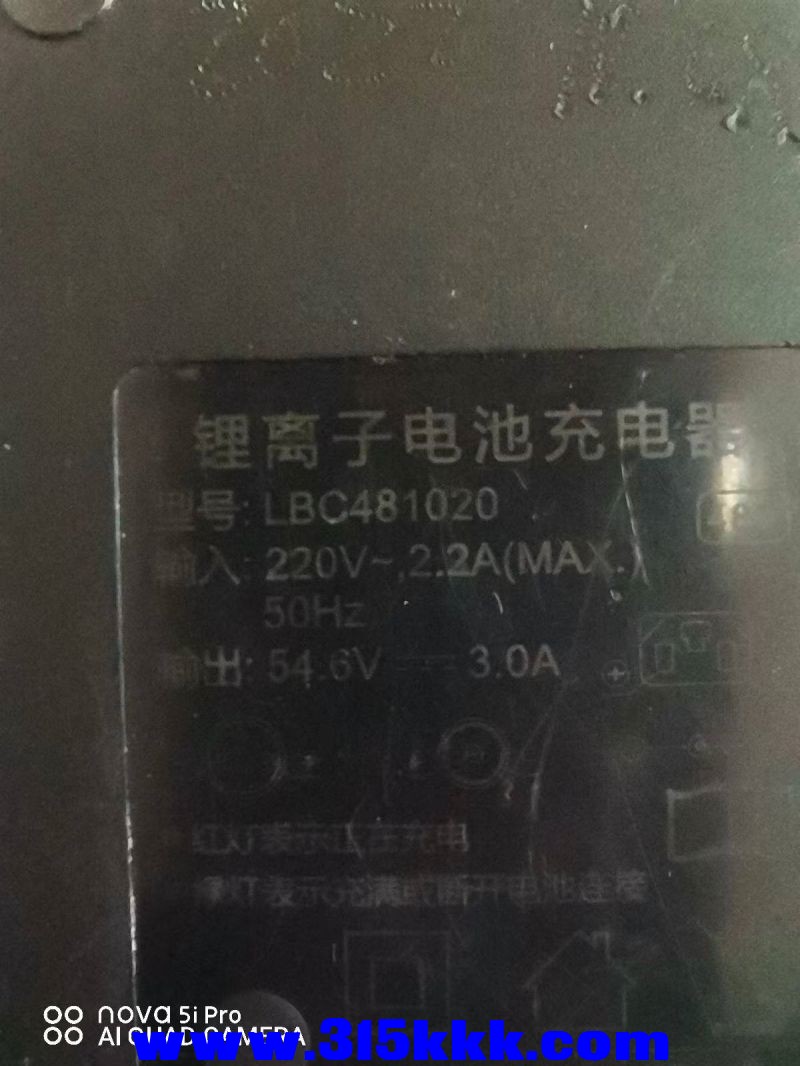 锂离子电池充电器
型号: LBC481020
输入: 220V~,2.2A(MAX.)
50Hz
输出: 54.6V ⎓ 3.0A
红灯表示正在充电
绿灯表示充满或断开电池连接
nova 5i Pro
AI QUAD CAMERA
www.315kkk.com